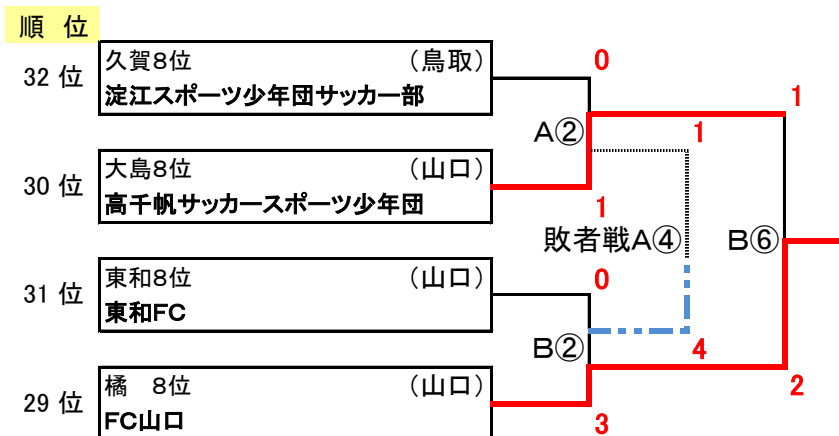 順 位
32 位
久賀8位 （鳥取）
淀江スポーツ少年団サッカー部
0
1
A②
1
30 位
大島8位 （山口）
高千帆サッカースポーツ少年団
1
敗者戦A④
B⑥
31 位
東和8位 （山口）
東和FC
0
B②
4
2
29 位
橘 8位 （山口）
FC山口
3